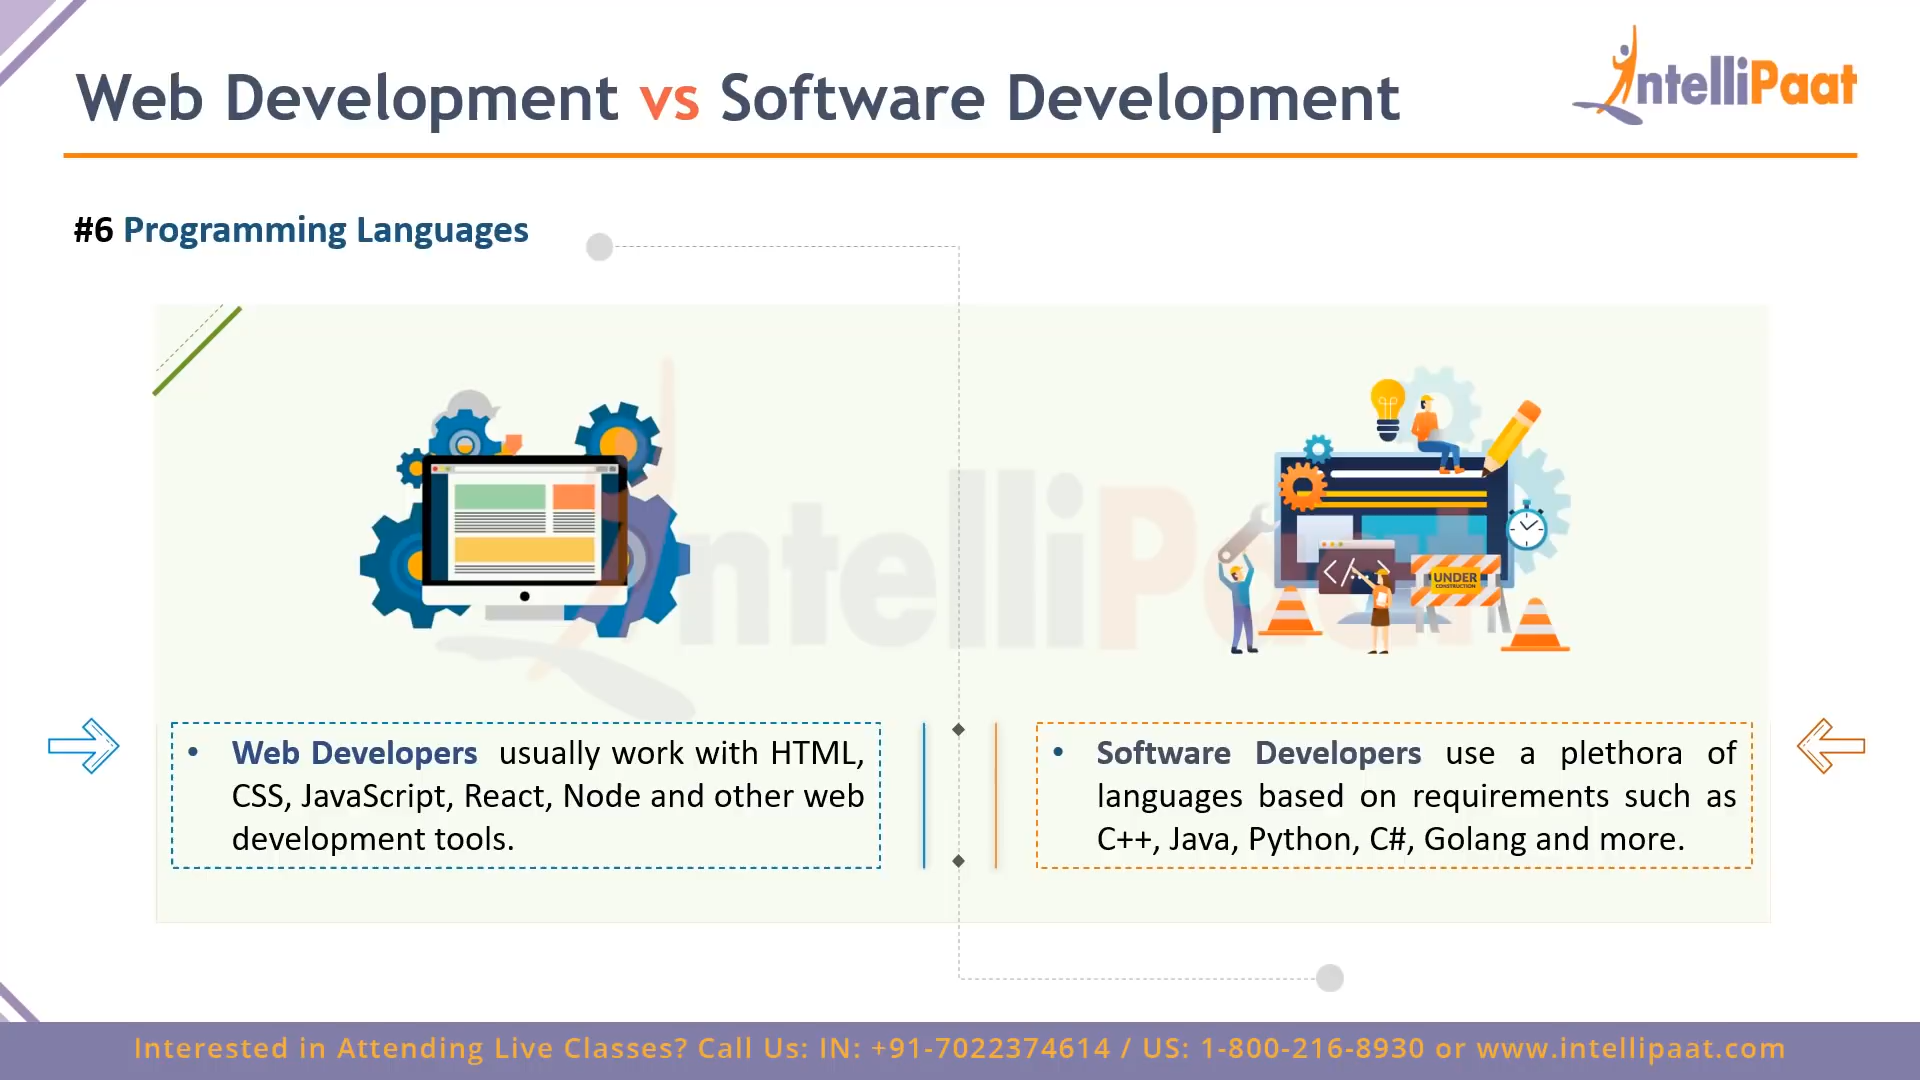 Web Development vs Software Development
IntelliPaat
#6 Programming Languages
IntelliPaat
</>
UNDER
CONSTRUCTION
• Web Developers usually work with HTML,
CSS, JavaScript, React, Node and other web
development tools.
• Software Developers use a plethora of
languages based on requirements such as
C++, Java, Python, C#, Golang and more.
Interested in Attending Live Classes? Call Us: IN: +91-7022374614 / US: 1-800-216-8930 or www.intellipaat.com